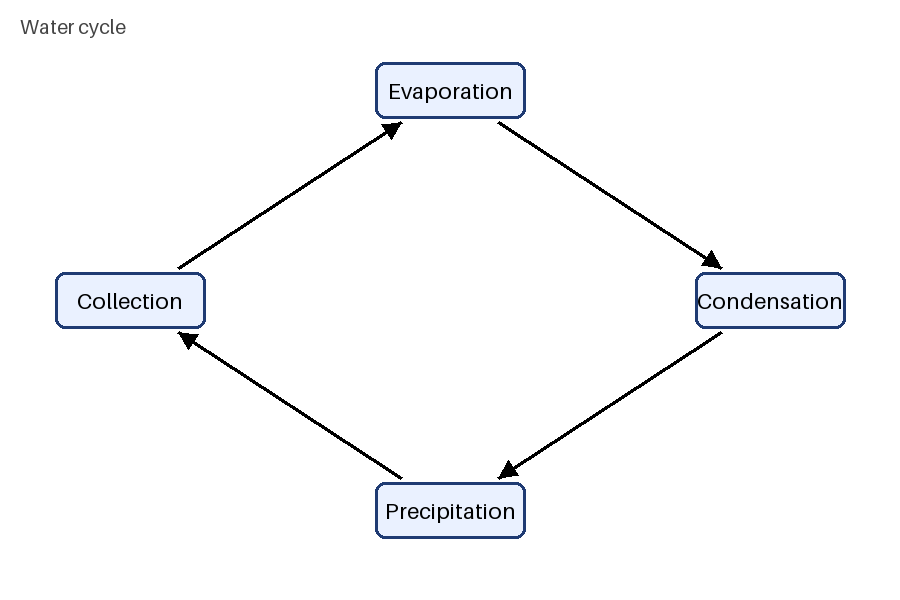 Water cycle
Evaporation
Collection
Condensation
Precipitation